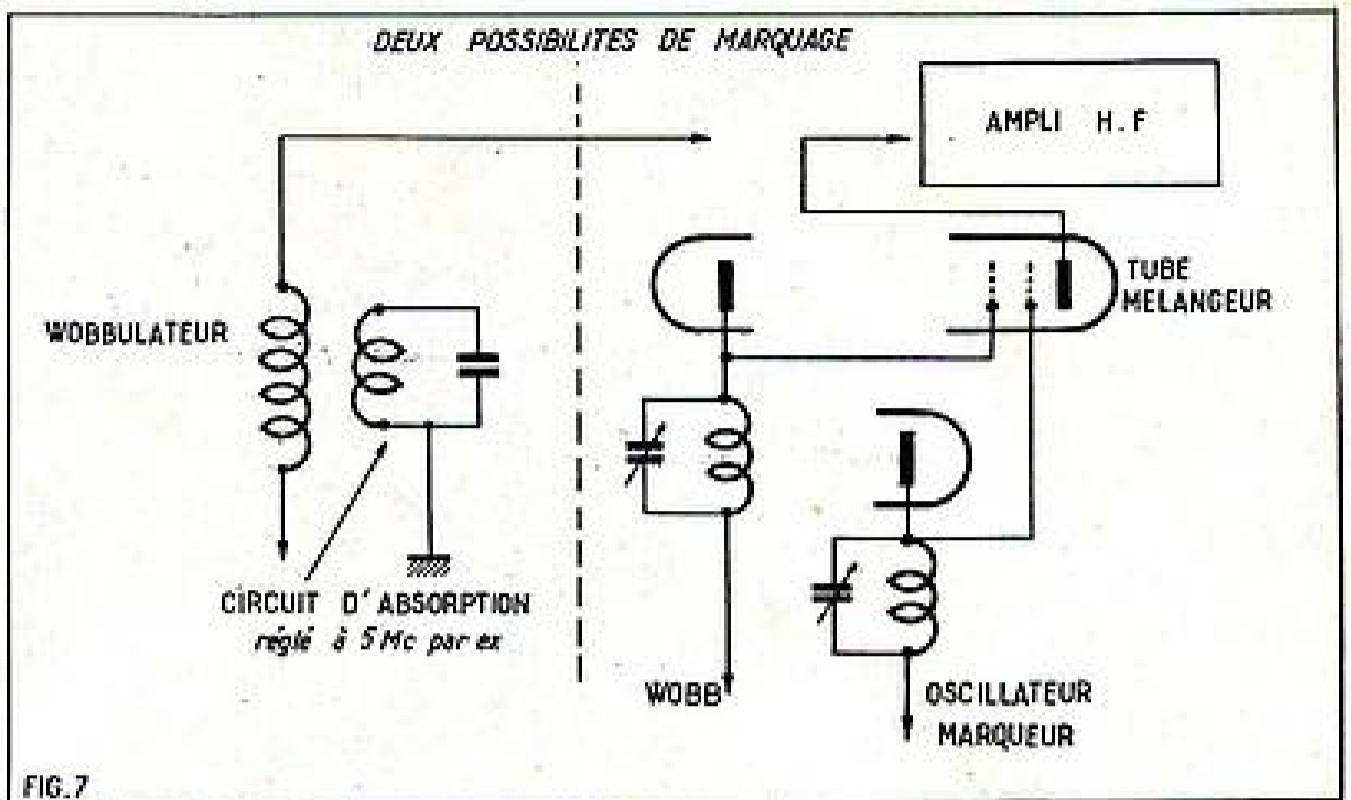 DEUX POSSIBILITES DE MARQUAGE
AMPLI H.F
TUBE
MELANGEUR
WOBBULATEUR
CIRCUIT D'ABSORPTION
réglé à 5 Mc par ex
WOBB
OSCILLATEUR
MARQUEUR
FIG.7